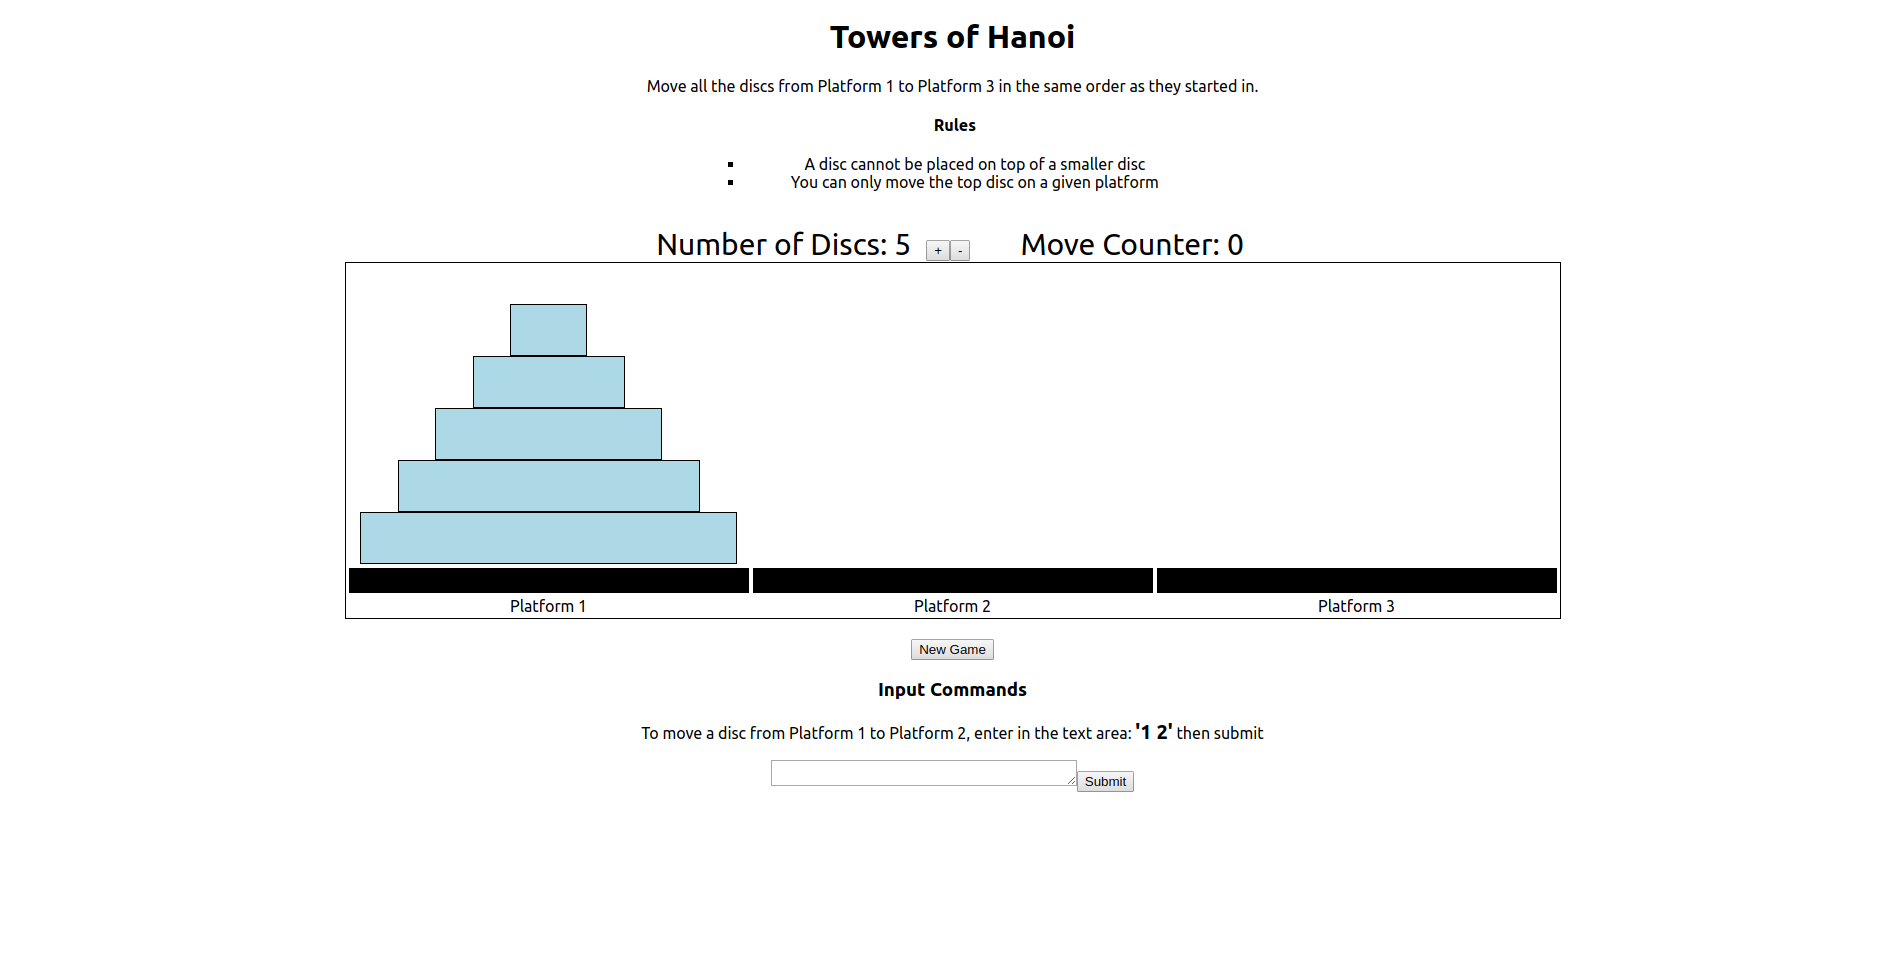 Towers of Hanoi
Move all the discs from Platform 1 to Platform 3 in the same order as they started in.
Rules
A disc cannot be placed on top of a smaller disc
You can only move the top disc on a given platform
Number of Discs: 5 + - Move Counter: 0
Platform 1 Platform 2 Platform 3
New Game
Input Commands
To move a disc from Platform 1 to Platform 2, enter in the text area: '1 2' then submit
Submit